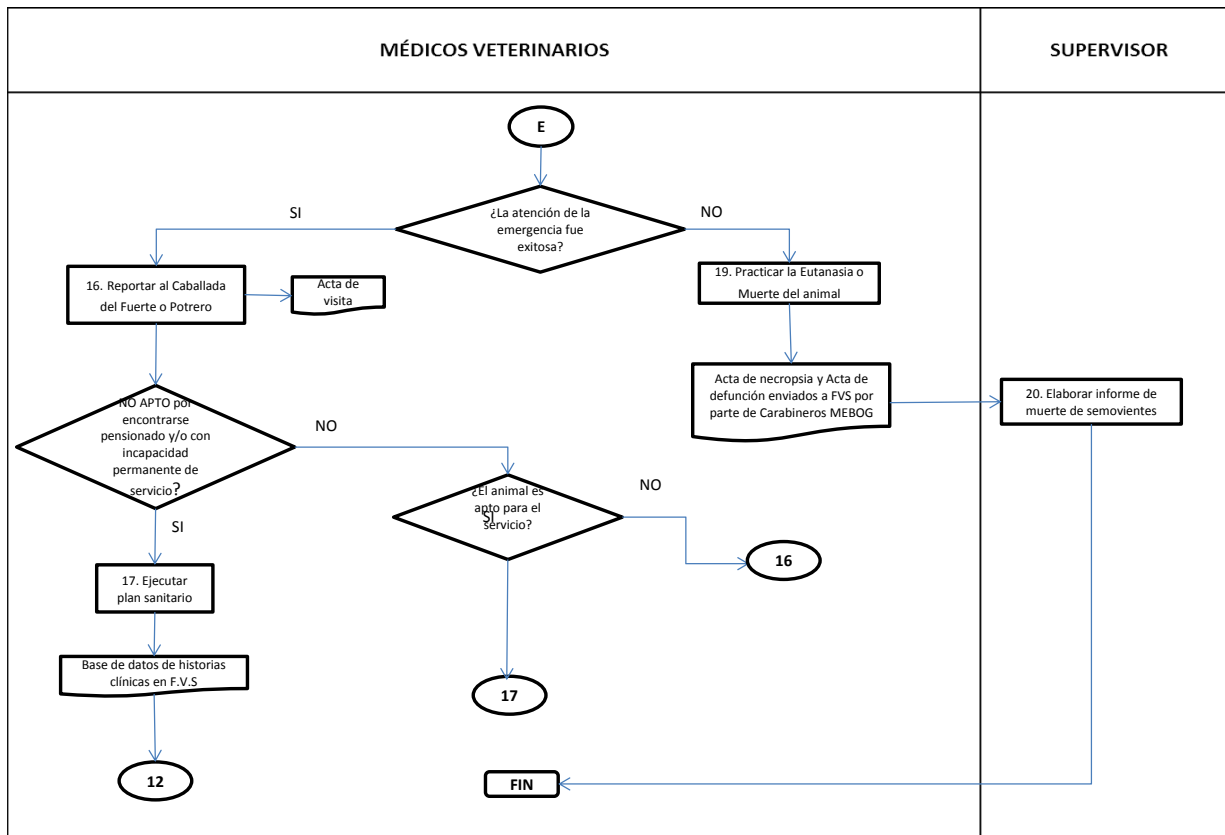 MÉDICOS VETERINARIOS
SUPERVISOR
E
¿La atención de la
emergencia fue
exitosa?
SI
NO
16. Reportar al Caballada
del Fuerte o Potrero
Acta de
visita
19. Practicar la Eutanasia o
Muerte del animal
Acta de necropsia y Acta de
defunción enviados a FVS por
parte de Carabineros MEBOG
20. Elaborar informe de
muerte de semovientes
NO APTO por
encontrarse
pensionado y/o con
incapacidad
permanente de
servicio?
NO
SI
¿El animal es
apto para el
servicio?
SI
NO
16
17. Ejecutar
plan sanitario
Base de datos de historias
clínicas en F.V.S
17
12
FIN